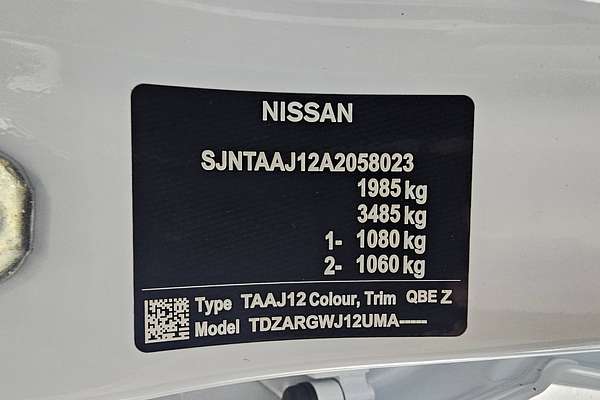 NISSAN
SJNTAAJ12A2058023
1985 kg
3485 kg
1- 1080 kg
2- 1060 kg
Type TAAJ12 Colour, Trim QBE Z
Model TDZARGWJ12UMA-----